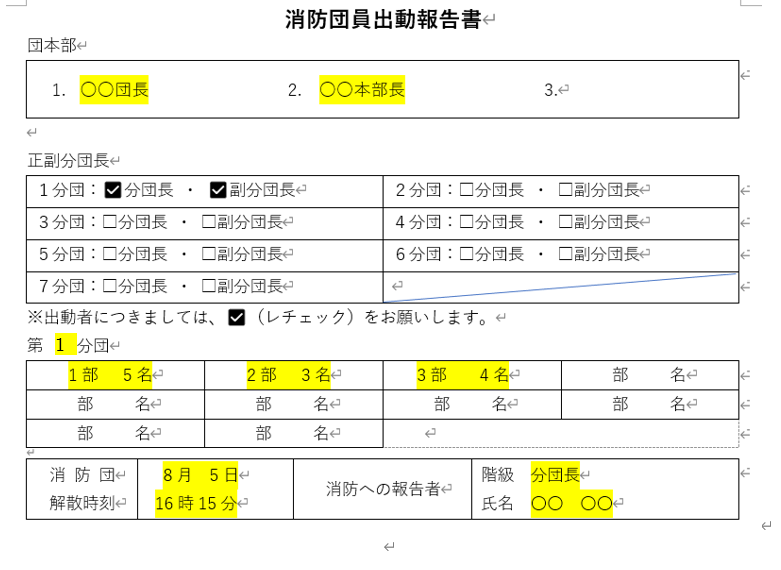 消防団員出動報告書
団本部
1. 〇〇団長 2. 〇〇本部長 3.
正副分団長
1分団：☑分団長 ・ ☑副分団長 2分団：□分団長 ・ □副分団長
3分団：□分団長 ・ □副分団長 4分団：□分団長 ・ □副分団長
5分団：□分団長 ・ □副分団長 6分団：□分団長 ・ □副分団長
7分団：□分団長 ・ □副分団長
※出動者につきましては、☑（レチェック）をお願いします。
第 1 分団
1部 5名 2部 3名 3部 4名 部 名
部 名 部 名 部 名 部 名
部 名 部 名
消防団 8月 5日 消防への報告者 階級 分団長
解散時刻 16時15分 氏名 〇〇 〇〇